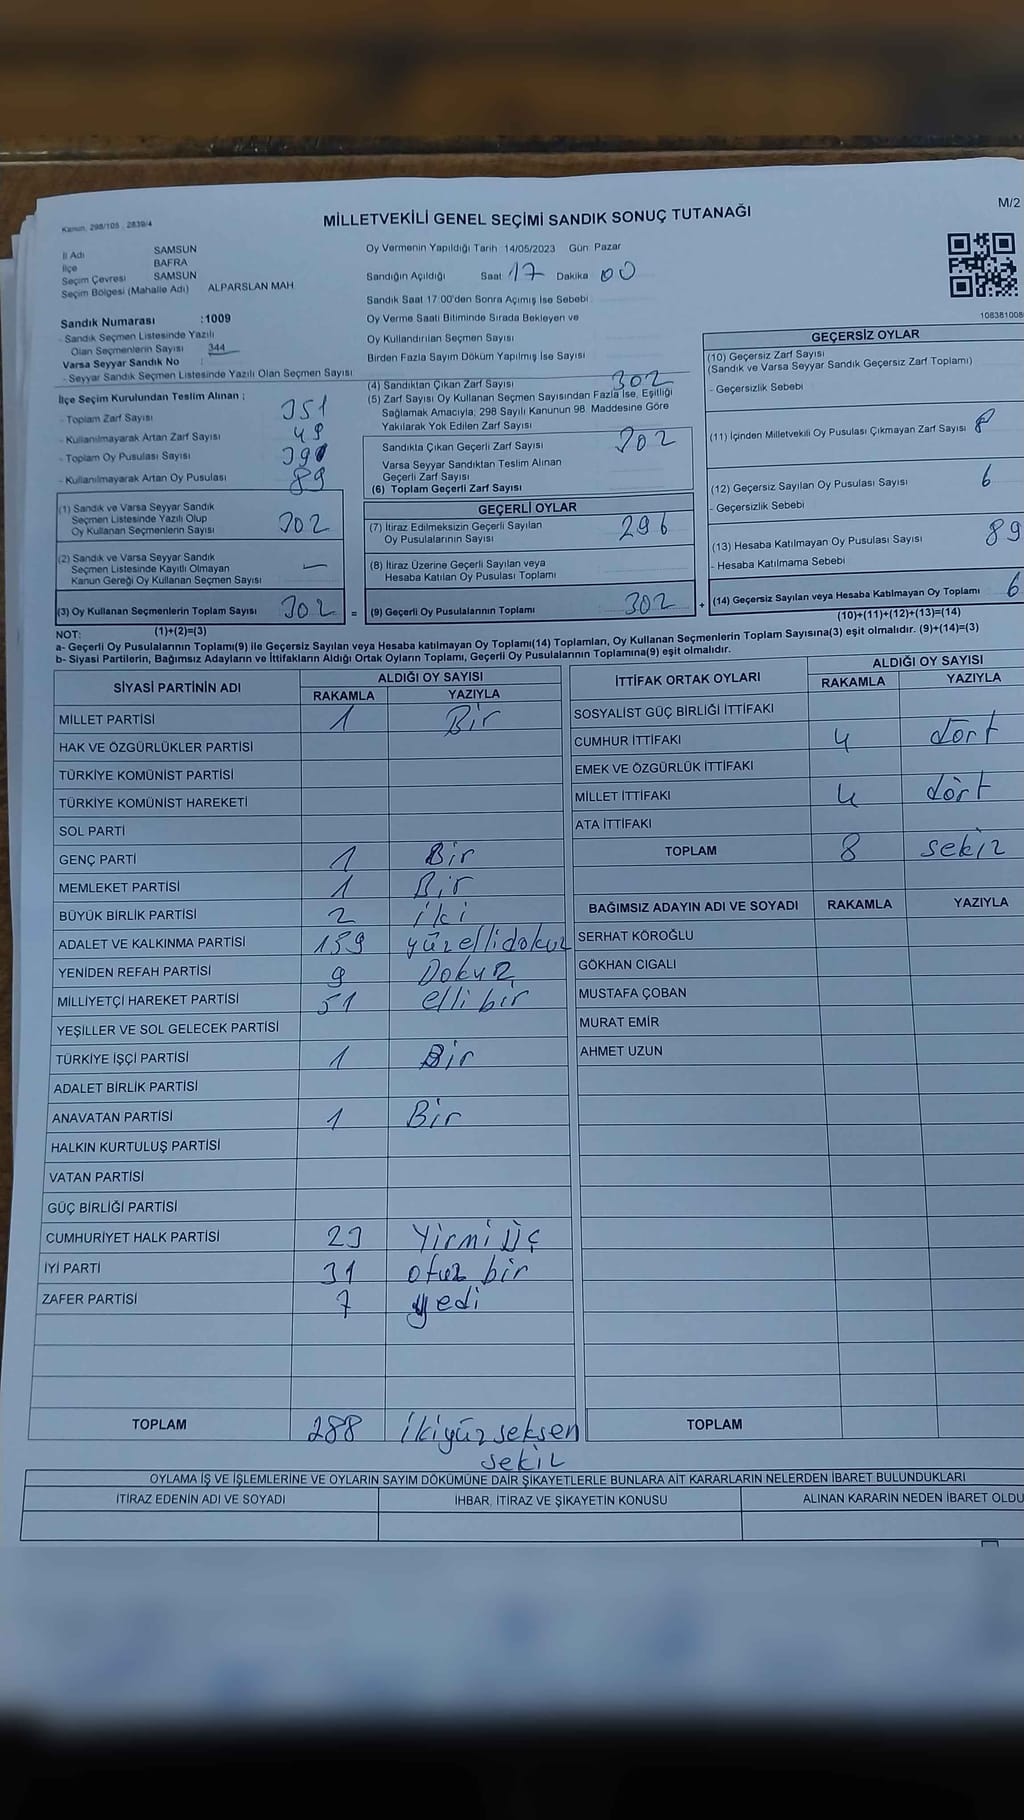 Kanun, 298/105 , 2839/4
MİLLETVEKİLİ GENEL SEÇİMİ SANDIK SONUÇ TUTANAĞI
M/2
İl Adı SAMSUN
İlçe BAFRA
Seçim Çevresi SAMSUN
Seçim Bölgesi (Mahalle Adı) ALPARSLAN MAH
Sandık Numarası :1009
- Sandık Seçmen Listesinde Yazılı
Olan Seçmenlerin Sayısı 344
Varsa Seyyar Sandık No :
- Seyyar Sandık Seçmen Listesinde Yazılı Olan Seçmen Sayısı
Oy Vermenin Yapıldığı Tarih 14/05/2023 Gün Pazar
Sandığın Açıldığı Saat 17 Dakika 00
Sandık Saat 17:00'den Sonra Açımış İse Sebebi
Oy Verme Saati Bitiminde Sırada Bekleyen ve
Oy Kullandırılan Seçmen Sayısı
Birden Fazla Sayım Döküm Yapılmış İse Sayısı
108381008
İlçe Seçim Kurulundan Teslim Alınan ;
- Toplam Zarf Sayısı 351
- Kullanılmayarak Artan Zarf Sayısı 49
- Toplam Oy Pusulası Sayısı
- Kullanılmayarak Artan Oy Pusulası 89
(1) Sandık ve Varsa Seyyar Sandık
Seçmen Listesinde Yazılı Olup
Oy Kullanan Seçmenlerin Sayısı 302
(2) Sandık ve Varsa Seyyar Sandık
Seçmen Listesinde Kayıtlı Olmayan
Kanun Gereği Oy Kullanan Seçmen Sayısı —
(3) Oy Kullanan Seçmenlerin Toplam Sayısı 302 =
(1)+(2)=(3)
(4) Sandıktan Çıkan Zarf Sayısı 302
(5) Zarf Sayısı Oy Kullanan Seçmen Sayısından Fazla İse, Eşitliği
Sağlamak Amacıyla, 298 Sayılı Kanunun 98. Maddesine Göre
Yakılarak Yok Edilen Zarf Sayısı
Sandıkta Çıkan Geçerli Zarf Sayısı 302
Varsa Seyyar Sandıktan Teslim Alınan
Geçerli Zarf Sayısı
(6) Toplam Geçerli Zarf Sayısı
GEÇERLİ OYLAR
(7) İtiraz Edilmeksizin Geçerli Sayılan
Oy Pusulalarının Sayısı 296
(8) İtiraz Üzerine Geçerli Sayılan veya
Hesaba Katılan Oy Pusulası Toplamı
(9) Geçerli Oy Pusulalarının Toplamı 302 +
GEÇERSİZ OYLAR
(10) Geçersiz Zarf Sayısı
(Sandık ve Varsa Seyyar Sandık Geçersiz Zarf Toplamı)
- Geçersizlik Sebebi
(11) İçinden Milletvekili Oy Pusulası Çıkmayan Zarf Sayısı
(12) Geçersiz Sayılan Oy Pusulası Sayısı 6
- Geçersizlik Sebebi
(13) Hesaba Katılmayan Oy Pusulası Sayısı 89
- Hesaba Katılmama Sebebi
(14) Geçersiz Sayılan veya Hesaba Katılmayan Oy Toplamı 6
(10)+(11)+(12)+(13)=(14)
NOT:
a- Geçerli Oy Pusulalarının Toplamı(9) ile Geçersiz Sayılan veya Hesaba katılmayan Oy Toplamı(14) Toplamları, Oy Kullanan Seçmenlerin Toplam Sayısına(3) eşit olmalıdır. (9)+(14)=(3)
b- Siyasi Partilerin, Bağımsız Adayların ve İttifakların Aldığı Ortak Oyların Toplamı, Geçerli Oy Pusulalarının Toplamına(9) eşit olmalıdır.
SİYASİ PARTİNİN ADI ALDIĞI OY SAYISI
RAKAMLA YAZIYLA
MİLLET PARTİSİ 1 Bir
HAK VE ÖZGÜRLÜKLER PARTİSİ
TÜRKİYE KOMÜNİST PARTİSİ
TÜRKİYE KOMÜNİST HAREKETİ
SOL PARTİ
GENÇ PARTİ 1 Bir
MEMLEKET PARTİSİ 1 Bir
BÜYÜK BİRLİK PARTİSİ 2 iki
ADALET VE KALKINMA PARTİSİ 159 yüzellidokuz
YENİDEN REFAH PARTİSİ 9 Dokuz
MİLLİYETÇİ HAREKET PARTİSİ 51 elli bir
YEŞİLLER VE SOL GELECEK PARTİSİ
TÜRKİYE İŞÇİ PARTİSİ 1 Bir
ADALET BİRLİK PARTİSİ
ANAVATAN PARTİSİ 1 Bir
HALKIN KURTULUŞ PARTİSİ
VATAN PARTİSİ
GÜÇ BİRLİĞİ PARTİSİ
CUMHURİYET HALK PARTİSİ 23 Yirmi üç
İYİ PARTİ 31 otuz bir
ZAFER PARTİSİ 7 yedi
TOPLAM 288 ikiyüz seksen
sekiz
İTTİFAK ORTAK OYLARI ALDIĞI OY SAYISI
RAKAMLA YAZIYLA
SOSYALİST GÜÇ BİRLİĞİ İTTİFAKI
CUMHUR İTTİFAKI 4 dört
EMEK VE ÖZGÜRLÜK İTTİFAKI
MİLLET İTTİFAKI 4 dört
ATA İTTİFAKI
TOPLAM 8 sekiz
BAĞIMSIZ ADAYIN ADI VE SOYADI RAKAMLA YAZIYLA
SERHAT KÖROĞLU
GÖKHAN CIGALI
MUSTAFA ÇOBAN
MURAT EMİR
AHMET UZUN
TOPLAM
OYLAMA İŞ VE İŞLEMLERİNE VE OYLARIN SAYIM DÖKÜMÜNE DAİR ŞİKAYETLERLE BUNLARA AİT KARARLARIN NELERDEN İBARET BULUNDUKLARI
İTİRAZ EDENİN ADI VE SOYADI İHBAR, İTİRAZ VE ŞİKAYETİN KONUSU ALINAN KARARIN NEDEN İBARET OLDU